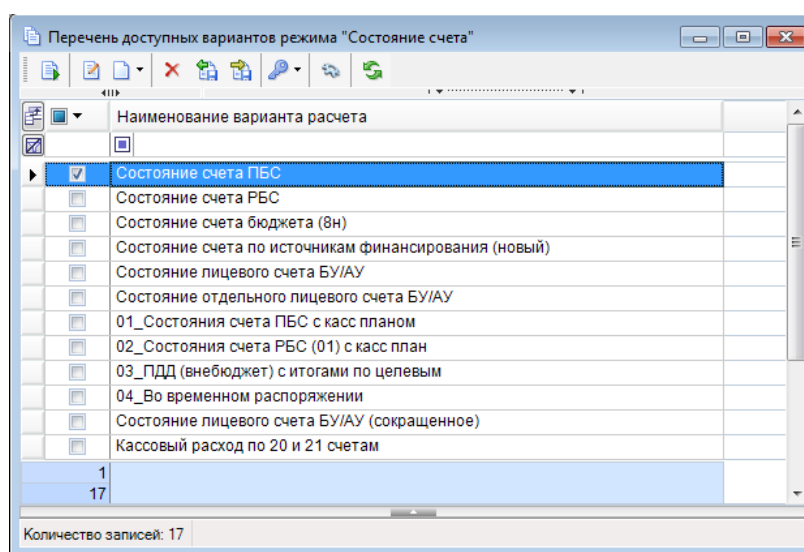 Перечень доступных вариантов режима "Состояние счета"
Наименование варианта расчета
Состояние счета ПБС
Состояние счета РБС
Состояние счета бюджета (8н)
Состояние счета по источникам финансирования (новый)
Состояние лицевого счета БУ/АУ
Состояние отдельного лицевого счета БУ/АУ
01_Состояния счета ПБС с касс планом
02_Состояния счета РБС (01) с касс план
03_ПДД (внебюджет) с итогами по целевым
04_Во временном распоряжении
Состояние лицевого счета БУ/АУ (сокращенное)
Кассовый расход по 20 и 21 счетам
1
17
Количество записей: 17